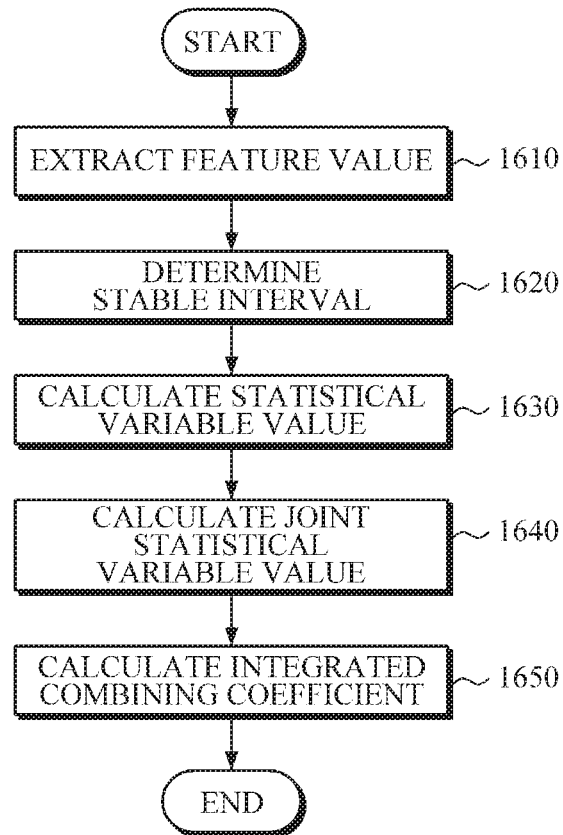 START
EXTRACT FEATURE VALUE
1610
DETERMINE
STABLE INTERVAL
1620
CALCULATE STATISTICAL
VARIABLE VALUE
1630
CALCULATE JOINT
STATISTICAL
VARIABLE VALUE
1640
CALCULATE INTEGRATED
COMBINING COEFFICIENT
1650
END